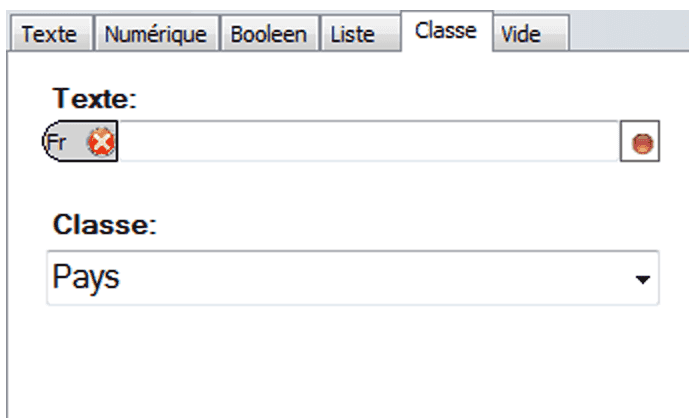 Texte Numérique Booleen Liste Classe Vide
Texte:
Fr
Classe:
Pays